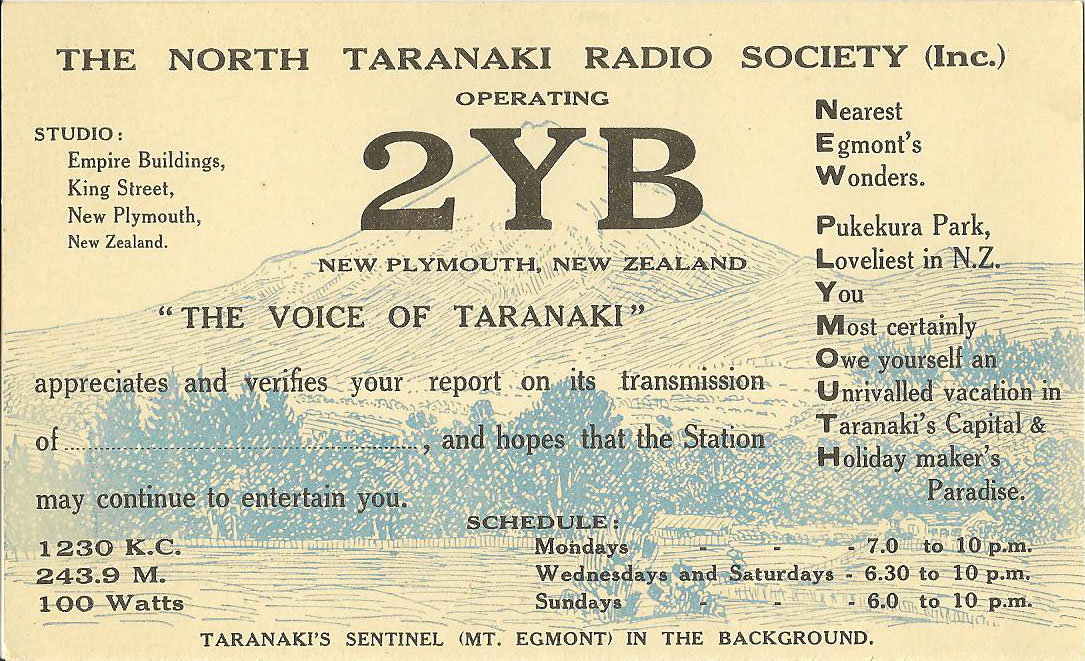 THE NORTH TARANAKI RADIO SOCIETY (Inc.)
OPERATING
2YB
NEW PLYMOUTH, NEW ZEALAND
STUDIO:
Empire Buildings,
King Street,
New Plymouth,
New Zealand.
Nearest
Egmont's
Wonders.
Pukekura Park,
Loveliest in N.Z.
You
Most certainly
Owe yourself an
Unrivalled vacation in
Taranaki's Capital &
Holiday maker's
Paradise.
"THE VOICE OF TARANAKI"
appreciates and verifies your report on its transmission
of ........................................, and hopes that the Station
may continue to entertain you.
1230 K.C.
243.9 M.
100 Watts
SCHEDULE:
Mondays - - - 7.0 to 10 p.m.
Wednesdays and Saturdays - 6.30 to 10 p.m.
Sundays - - - 6.0 to 10 p.m.
TARANAKI'S SENTINEL (MT. EGMONT) IN THE BACKGROUND.